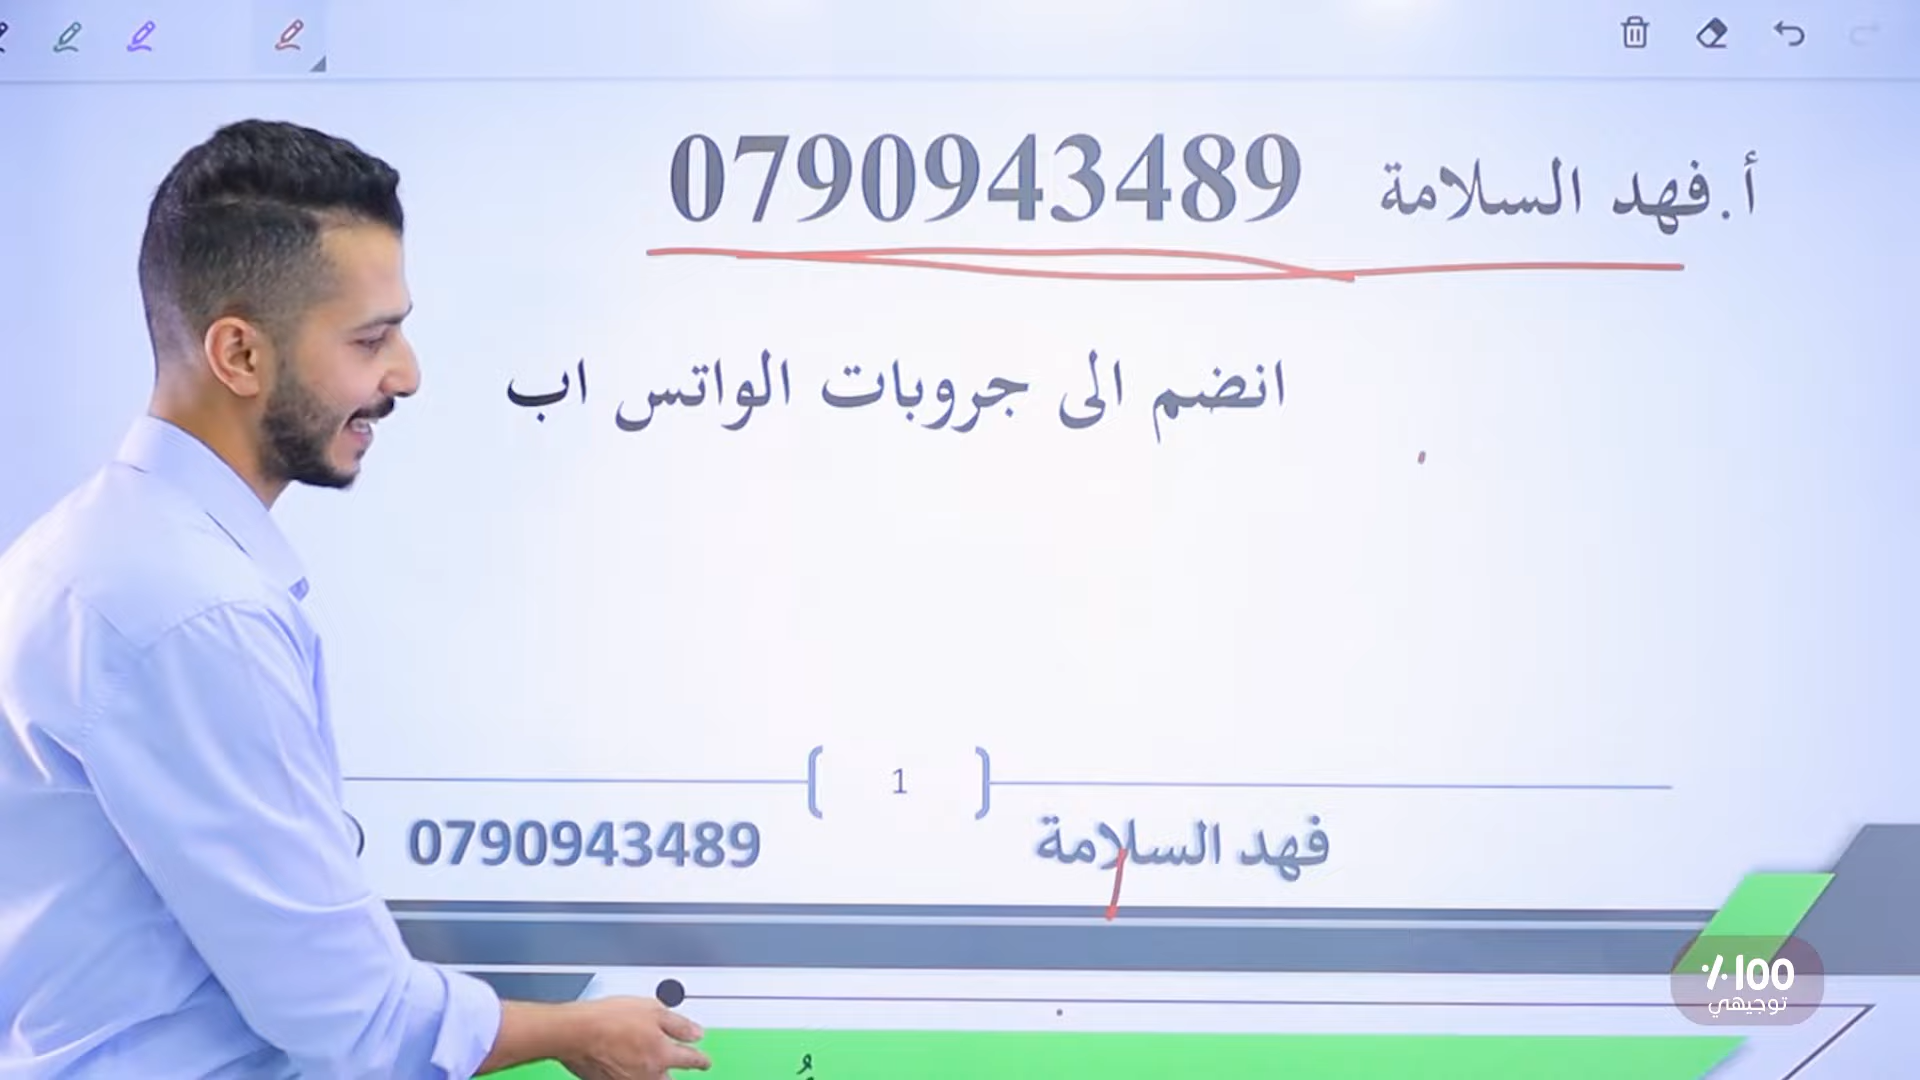 أ.فهد السلامة 0790943489
انضم الى جروبات الواتس اب
1
فهد السلامة 0790943489
100٪
توجيهي